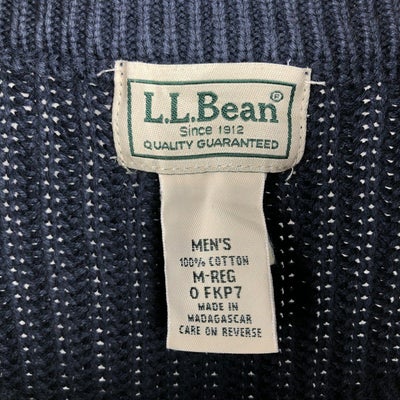 L.L.Bean®
Since 1912
QUALITY GUARANTEED
MEN'S
100% COTTON
M-REG
0 FKP7
MADE IN
MADAGASCAR
CARE ON REVERSE